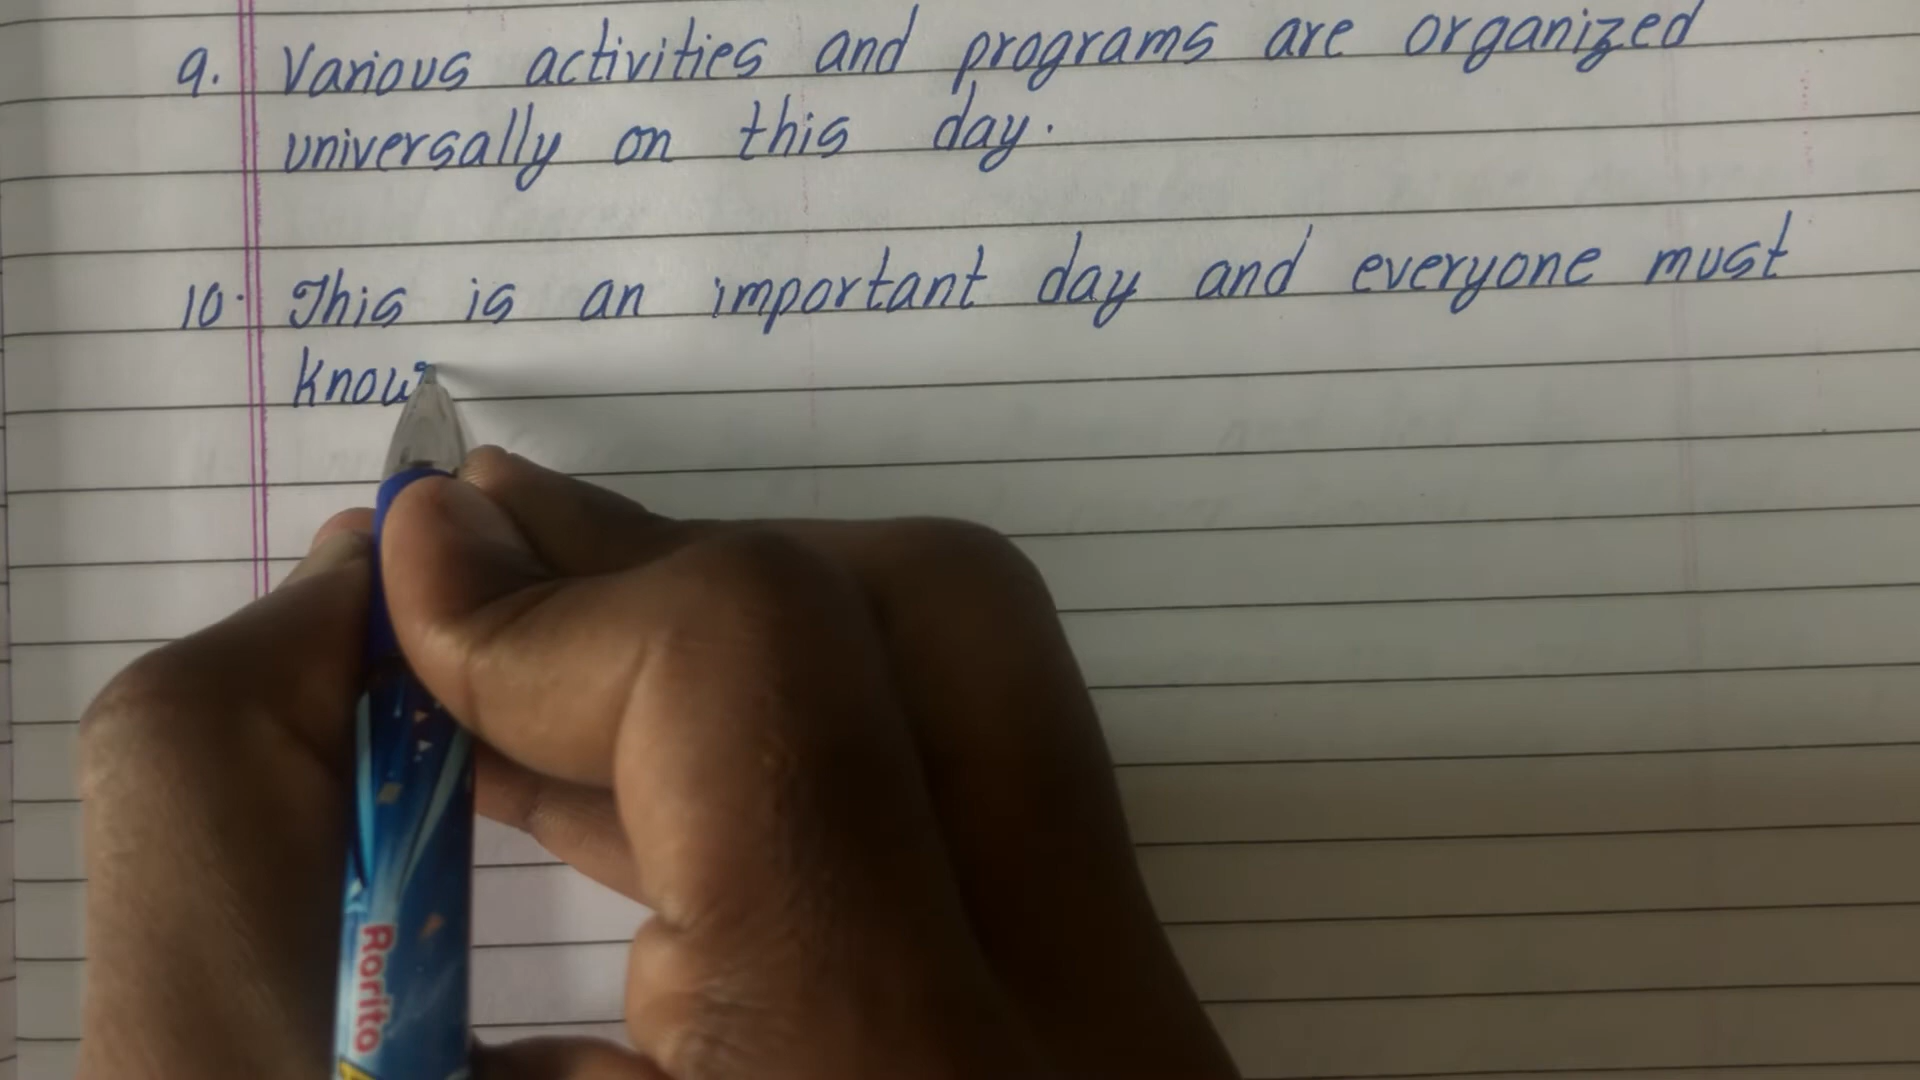 9. Various activities and programs are organized
universally on this day.
10. This is an important day and everyone must
know
Rorito